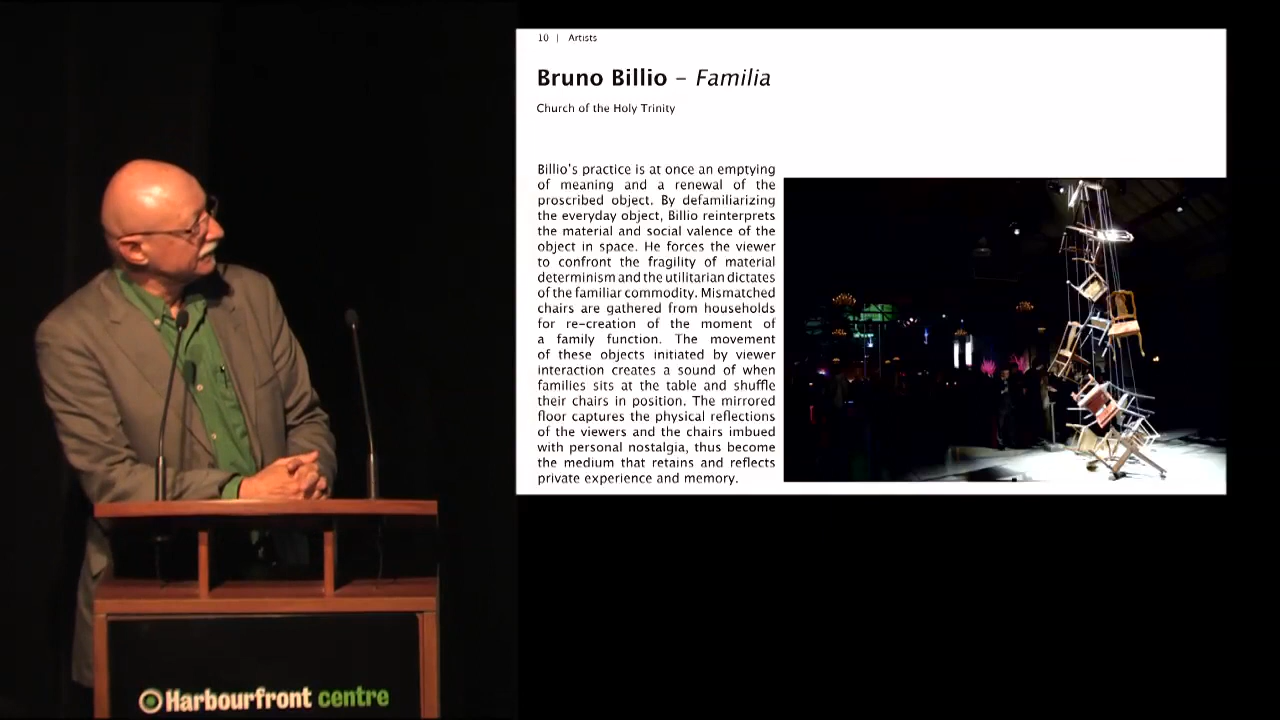 10 | Artists
Bruno Billio – Familia
Church of the Holy Trinity
Billio's practice is at once an emptying
of meaning and a renewal of the
proscribed object. By defamiliarizing
the everyday object, Billio reinterprets
the material and social valence of the
object in space. He forces the viewer
to confront the fragility of material
determinism and the utilitarian dictates
of the familiar commodity. Mismatched
chairs are gathered from households
for re-creation of the moment of
a family function. The movement
of these objects initiated by viewer
interaction creates a sound of when
families sits at the table and shuffle
their chairs in position. The mirrored
floor captures the physical reflections
of the viewers and the chairs imbued
with personal nostalgia, thus become
the medium that retains and reflects
private experience and memory.
Harbourfront centre